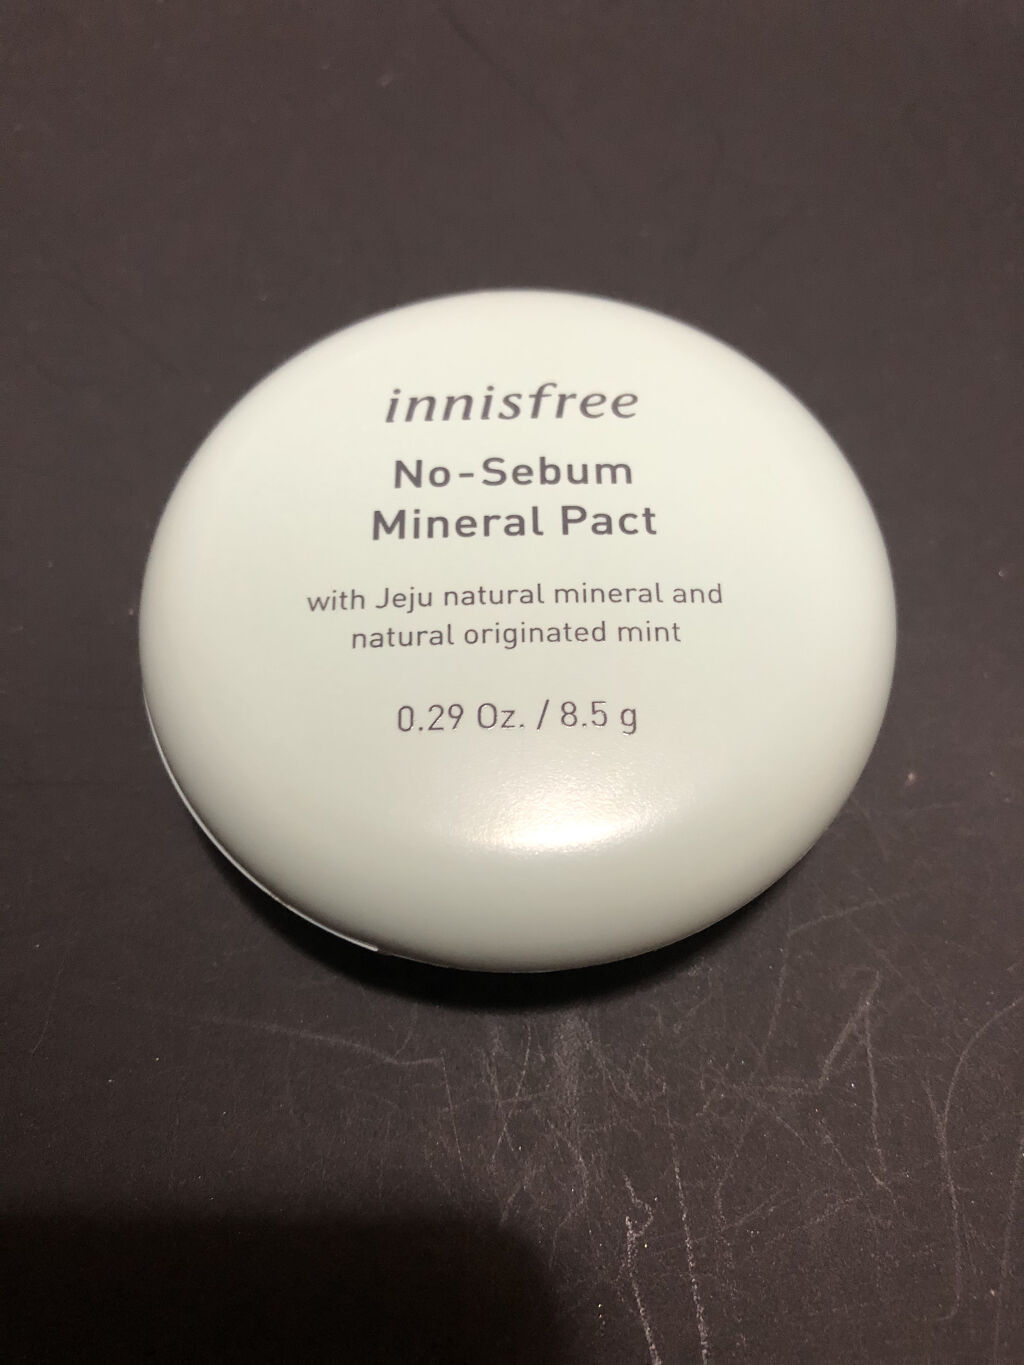 innisfree
No-Sebum
Mineral Pact
with Jeju natural mineral and
natural originated mint
0.29 Oz. / 8.5 g